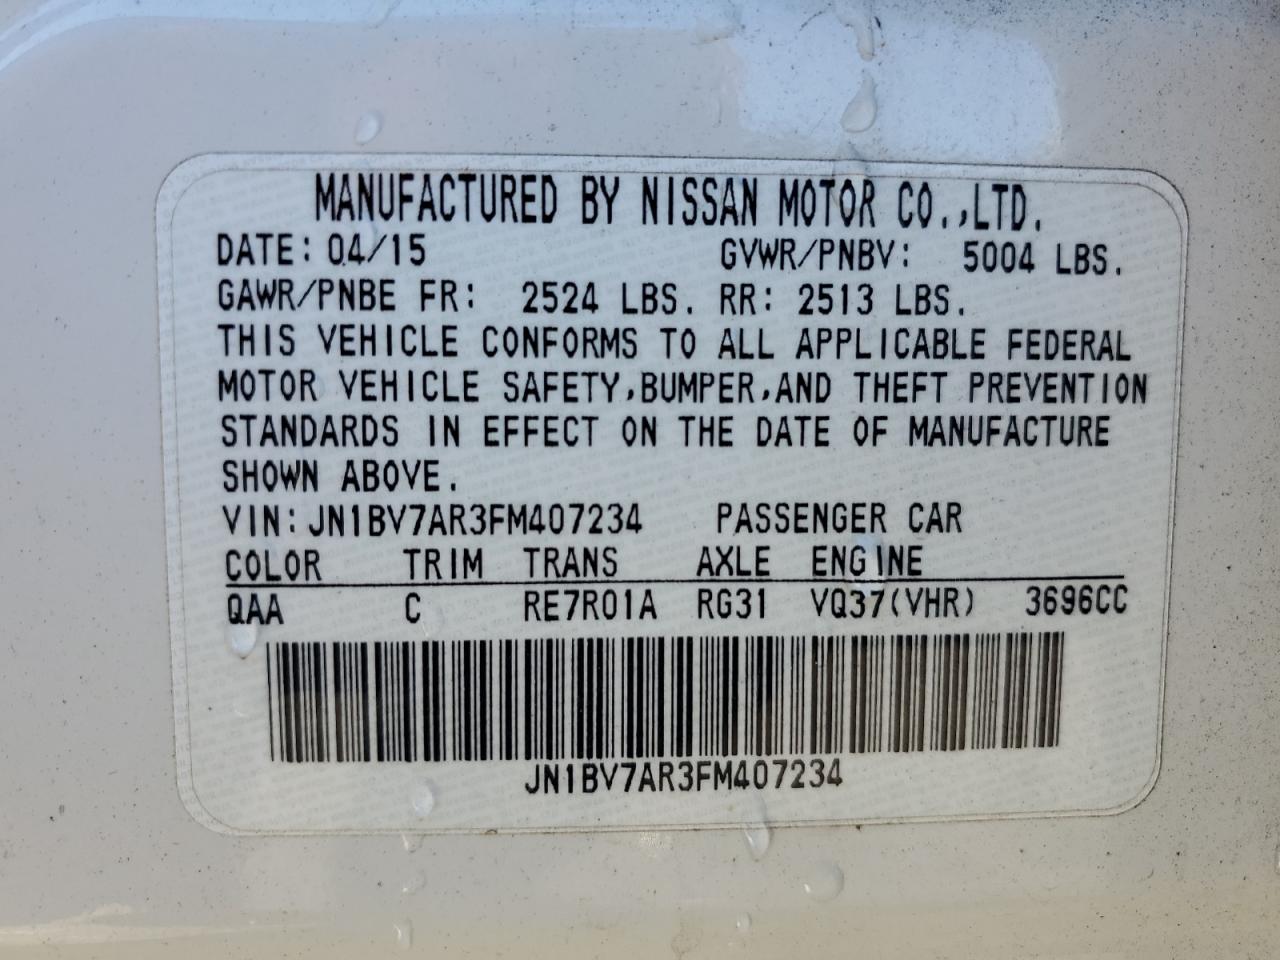 MANUFACTURED BY NISSAN MOTOR CO.,LTD.
DATE: 04/15 GVWR/PNBV: 5004 LBS.
GAWR/PNBE FR: 2524 LBS. RR: 2513 LBS.
THIS VEHICLE CONFORMS TO ALL APPLICABLE FEDERAL
MOTOR VEHICLE SAFETY,BUMPER,AND THEFT PREVENTION
STANDARDS IN EFFECT ON THE DATE OF MANUFACTURE
SHOWN ABOVE.
VIN: JN1BV7AR3FM407234 PASSENGER CAR
COLOR TRIM TRANS AXLE ENGINE
QAA C RE7R01A RG31 VQ37(VHR) 3696CC
JN1BV7AR3FM407234